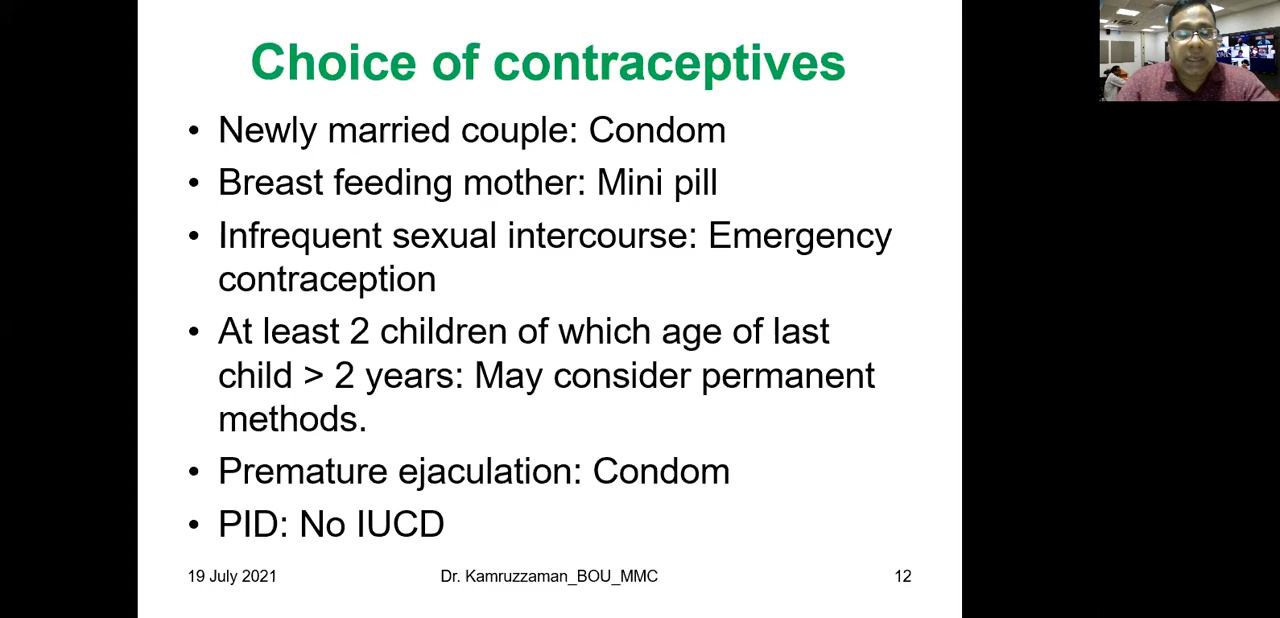 Choice of contraceptives
• Newly married couple: Condom
• Breast feeding mother: Mini pill
• Infrequent sexual intercourse: Emergency
contraception
• At least 2 children of which age of last
child > 2 years: May consider permanent
methods.
• Premature ejaculation: Condom
• PID: No IUCD
19 July 2021
Dr. Kamruzzaman_BOU_MMC
12